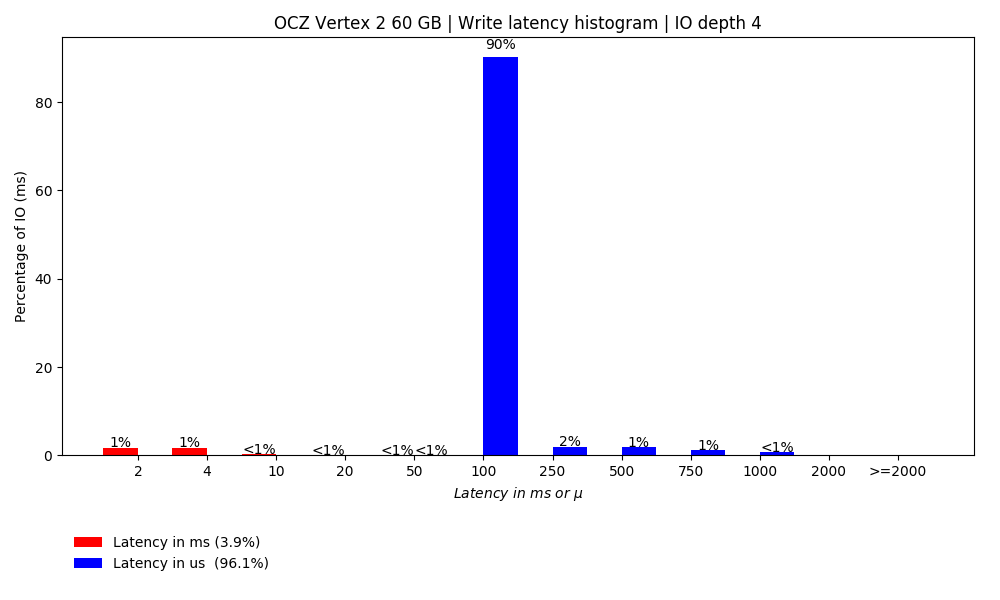 OCZ Vertex 2 60 GB | Write latency histogram | IO depth 4
90%
80
60
40
20
0
Percentage of IO (ms)
1% 1% <1% <1% <1% <1% 2% 1% 1% <1%
2 4 10 20 50 100 250 500 750 1000 2000 >=2000
Latency in ms or μ
Latency in ms (3.9%)
Latency in us (96.1%)